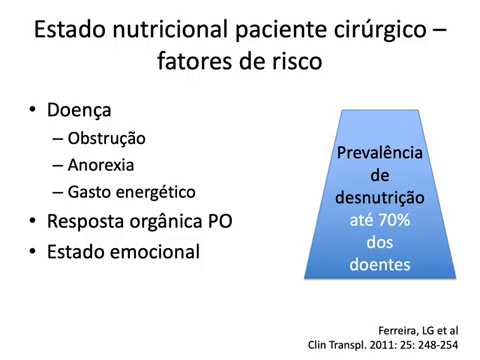 Estado nutricional paciente cirúrgico –
fatores de risco
• Doença
– Obstrução
– Anorexia
– Gasto energético
• Resposta orgânica PO
• Estado emocional
Prevalência
de
desnutrição
até 70%
dos
doentes
Ferreira, LG et al
Clin Transpl. 2011: 25: 248-254